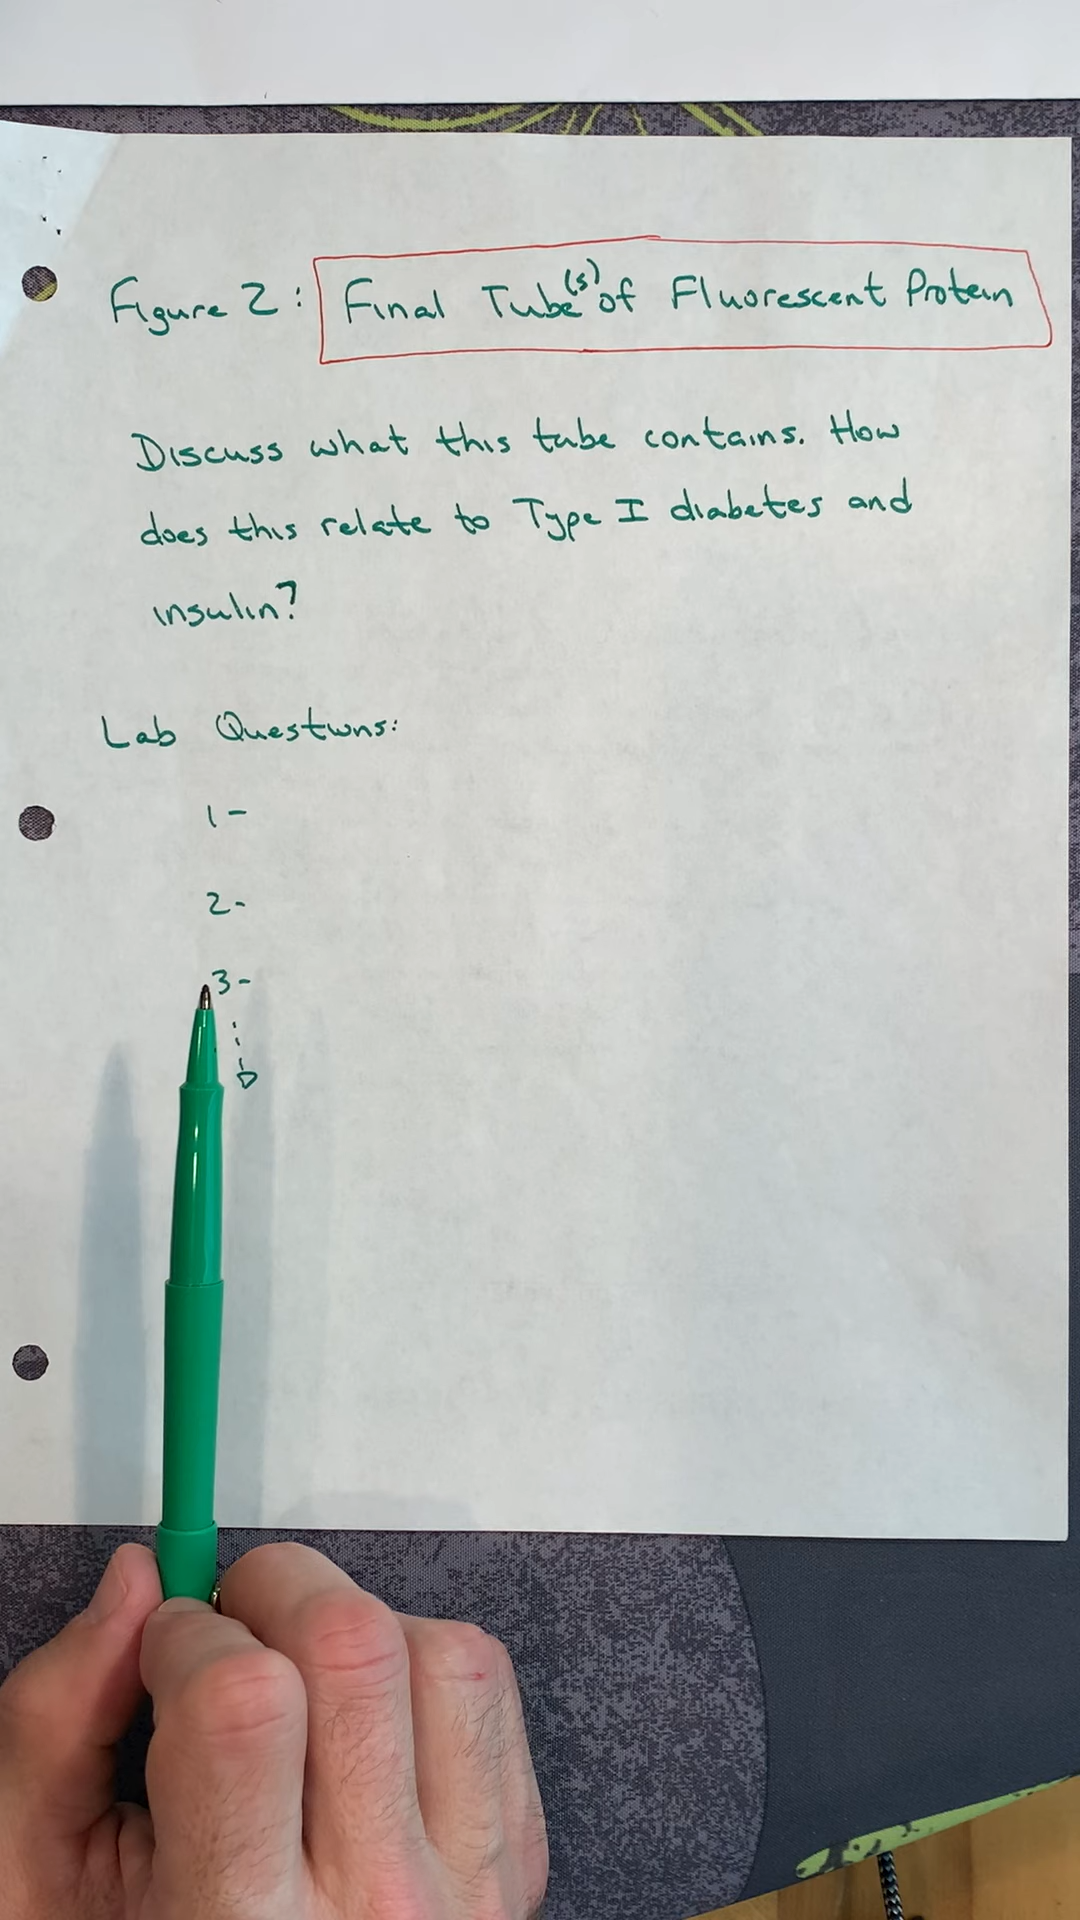 Figure 2: Final Tube(s) of Fluorescent Protein
Discuss what this tube contains. How
does this relate to Type I diabetes and
insulin?
Lab Questions:
1-
2-
3-